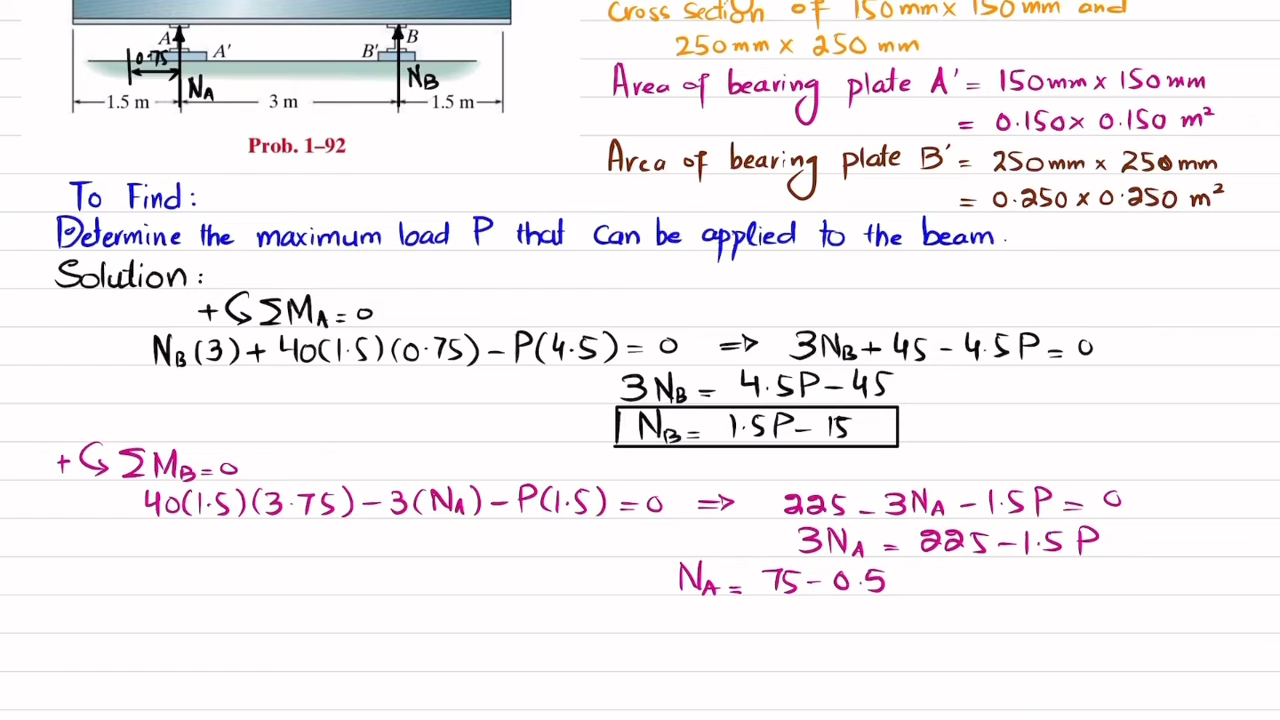 Cross section of 150mm x 150mm and
250mm x 250 mm
A
A'
B'
B
0.75
N_A
N_B
1.5 m
3 m
1.5 m
Prob. 1–92
Area of bearing plate A' = 150mm x 150mm
= 0.150 x 0.150 m²
Area of bearing plate B' = 250mm x 250mm
= 0.250 x 0.250 m²
To Find:
Determine the maximum load P that can be applied to the beam.
Solution:
+ ΣM_A = 0
N_B(3) + 40(1.5)(0.75) - P(4.5) = 0 => 3N_B + 45 - 4.5P = 0
3N_B = 4.5P - 45
N_B = 1.5P - 15
+ ΣM_B = 0
40(1.5)(3.75) - 3(N_A) - P(1.5) = 0 => 225 - 3N_A - 1.5P = 0
3N_A = 225 - 1.5P
N_A = 75 - 0.5